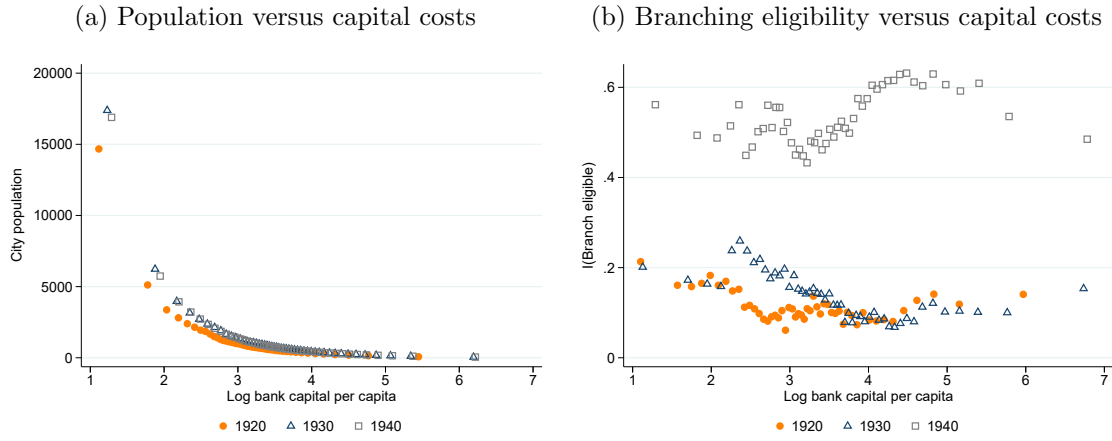 (a) Population versus capital costs
20000
15000
10000
5000
0
City population
1 2 3 4 5 6 7
Log bank capital per capita
1920 1930 1940
(b) Branching eligibility versus capital costs
.6
.4
.2
0
I(Branch eligible)
1 2 3 4 5 6 7
Log bank capital per capita
1920 1930 1940